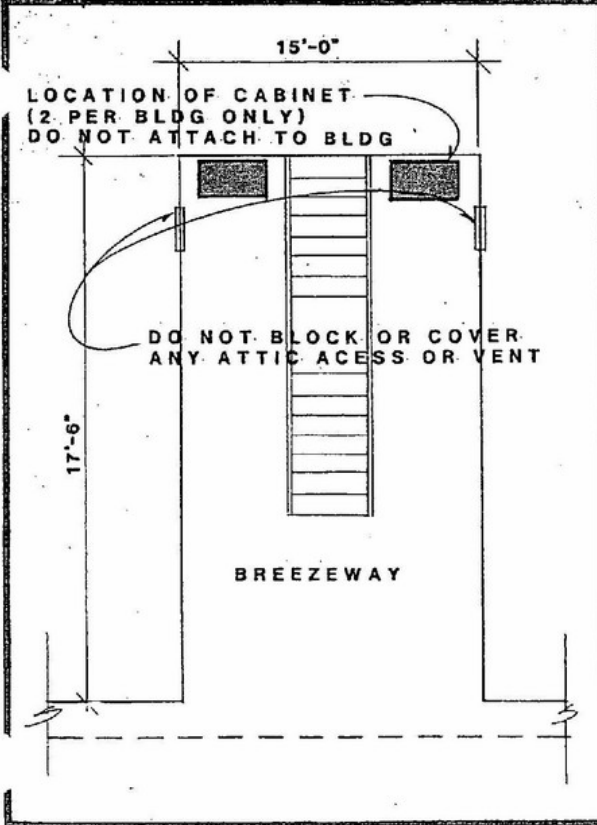 15'-0"
LOCATION OF CABINET
(2 PER BLDG ONLY)
DO NOT ATTACH TO BLDG
DO NOT BLOCK OR COVER
ANY ATTIC ACESS OR VENT
17'-6"
BREEZEWAY